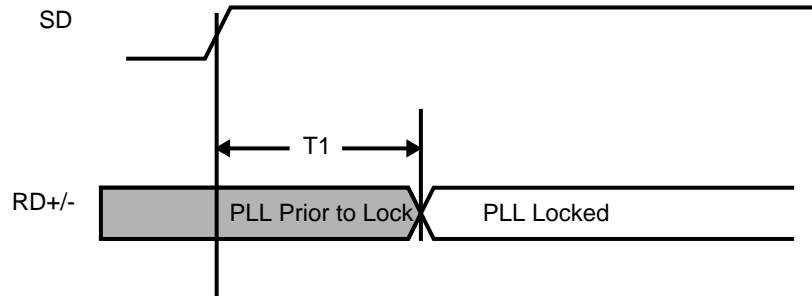 SD
T1
RD+/-
PLL Prior to Lock
PLL Locked